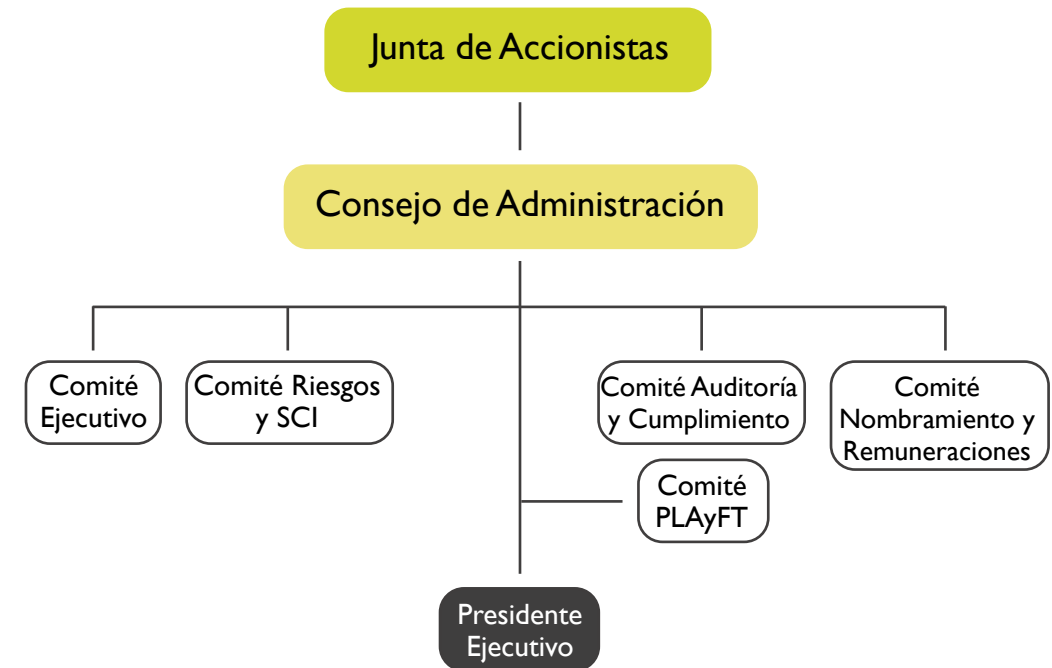 Junta de Accionistas
Consejo de Administración
Comité
Ejecutivo
Comité Riesgos
y SCI
Comité Auditoría
y Cumplimiento
Comité
Nombramiento y
Remuneraciones
Comité
PLAyFT
Presidente
Ejecutivo